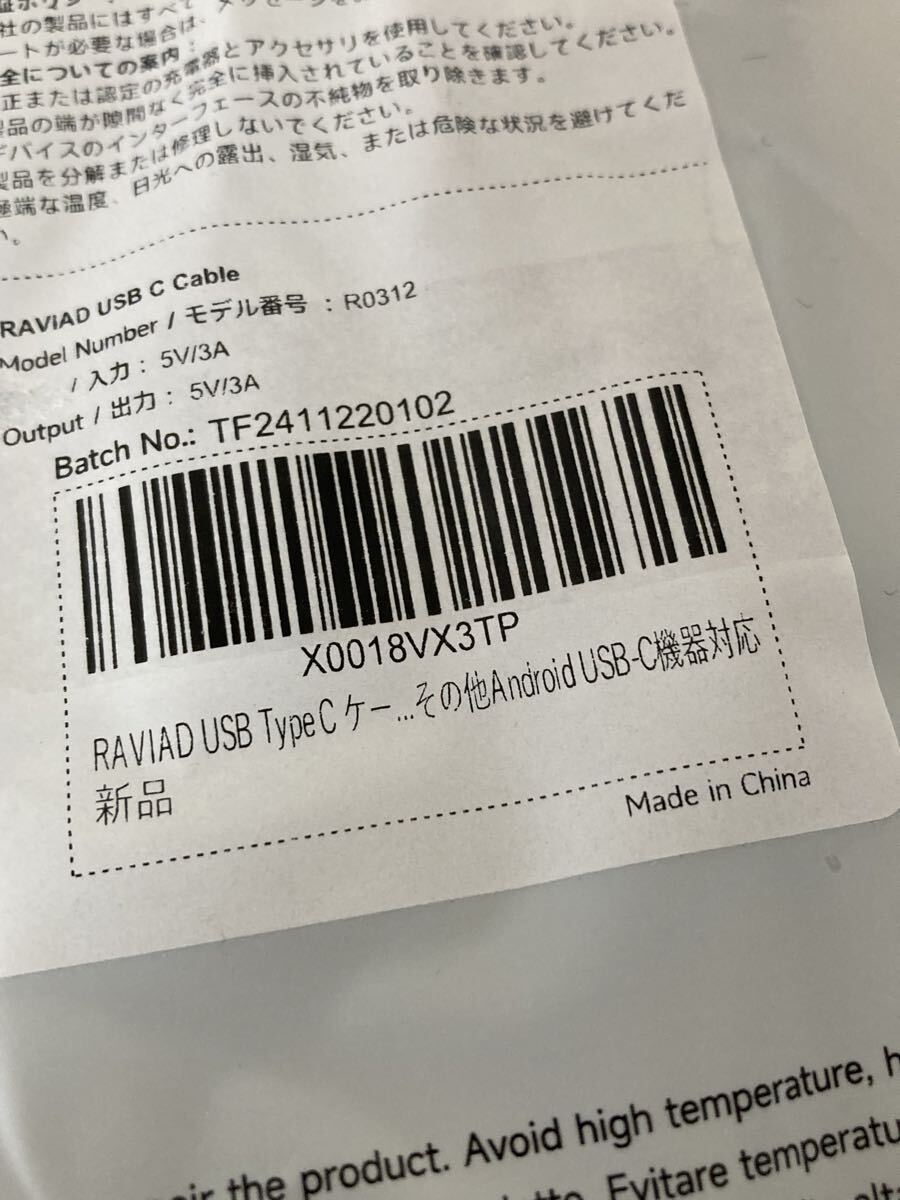 社の製品にはすべて
ートが必要な場合は、
全についての案内：
正または認定の充電器とアクセサリを使用してください。
製品の端が隙間なく完全に挿入されていることを確認してください。
デバイスのインターフェースの不純物を取り除きます。
製品を分解または修理しないでください。
極端な温度、日光への露出、湿気、または危険な状況を避けてくだ
い。
RAVIAD USB C Cable
Model Number / モデル番号 : R0312
/ 入力 : 5V/3A
Output / 出力 : 5V/3A
Batch No.: TF2411220102
X0018VX3TP
RAVIAD USB Type C ケー...その他Android USB-C機器対応
新品
Made in China
the product. Avoid high temperature, h
Evitare temperatu